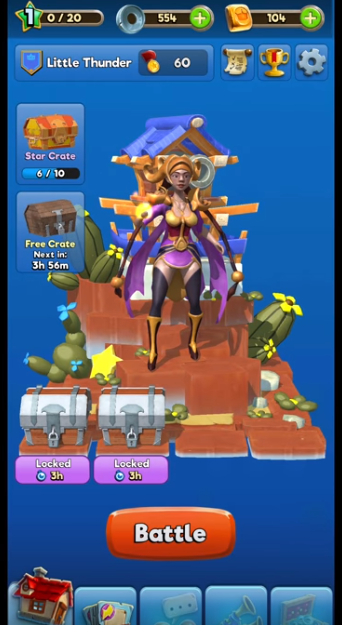 1 0 / 20
554
104
Little Thunder
60
Star Crate
6 / 10
Free Crate
Next in:
3h 56m
Locked
3h
Locked
3h
Battle